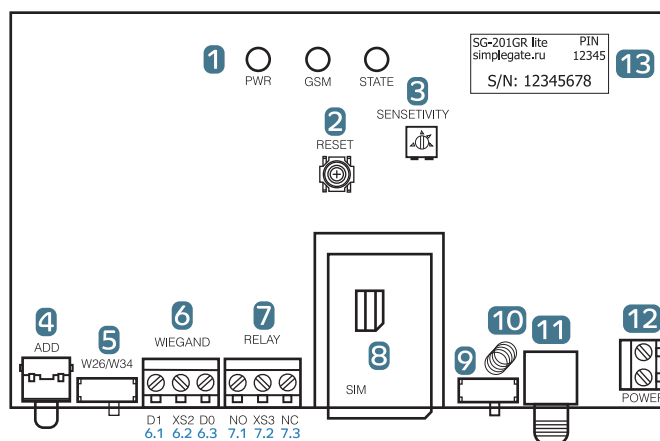 SG-201GR lite PIN
simplegate.ru 12345
S/N: 12345678
13
1
PWR GSM STATE
3
SENSETIVITY
2
RESET
4
ADD
5
W26/W34
6
WIEGAND
7
RELAY
8
SIM
9
10
11
12
POWER
D1 XS2 D0 NO XS3 NC
6.1 6.2 6.3 7.1 7.2 7.3